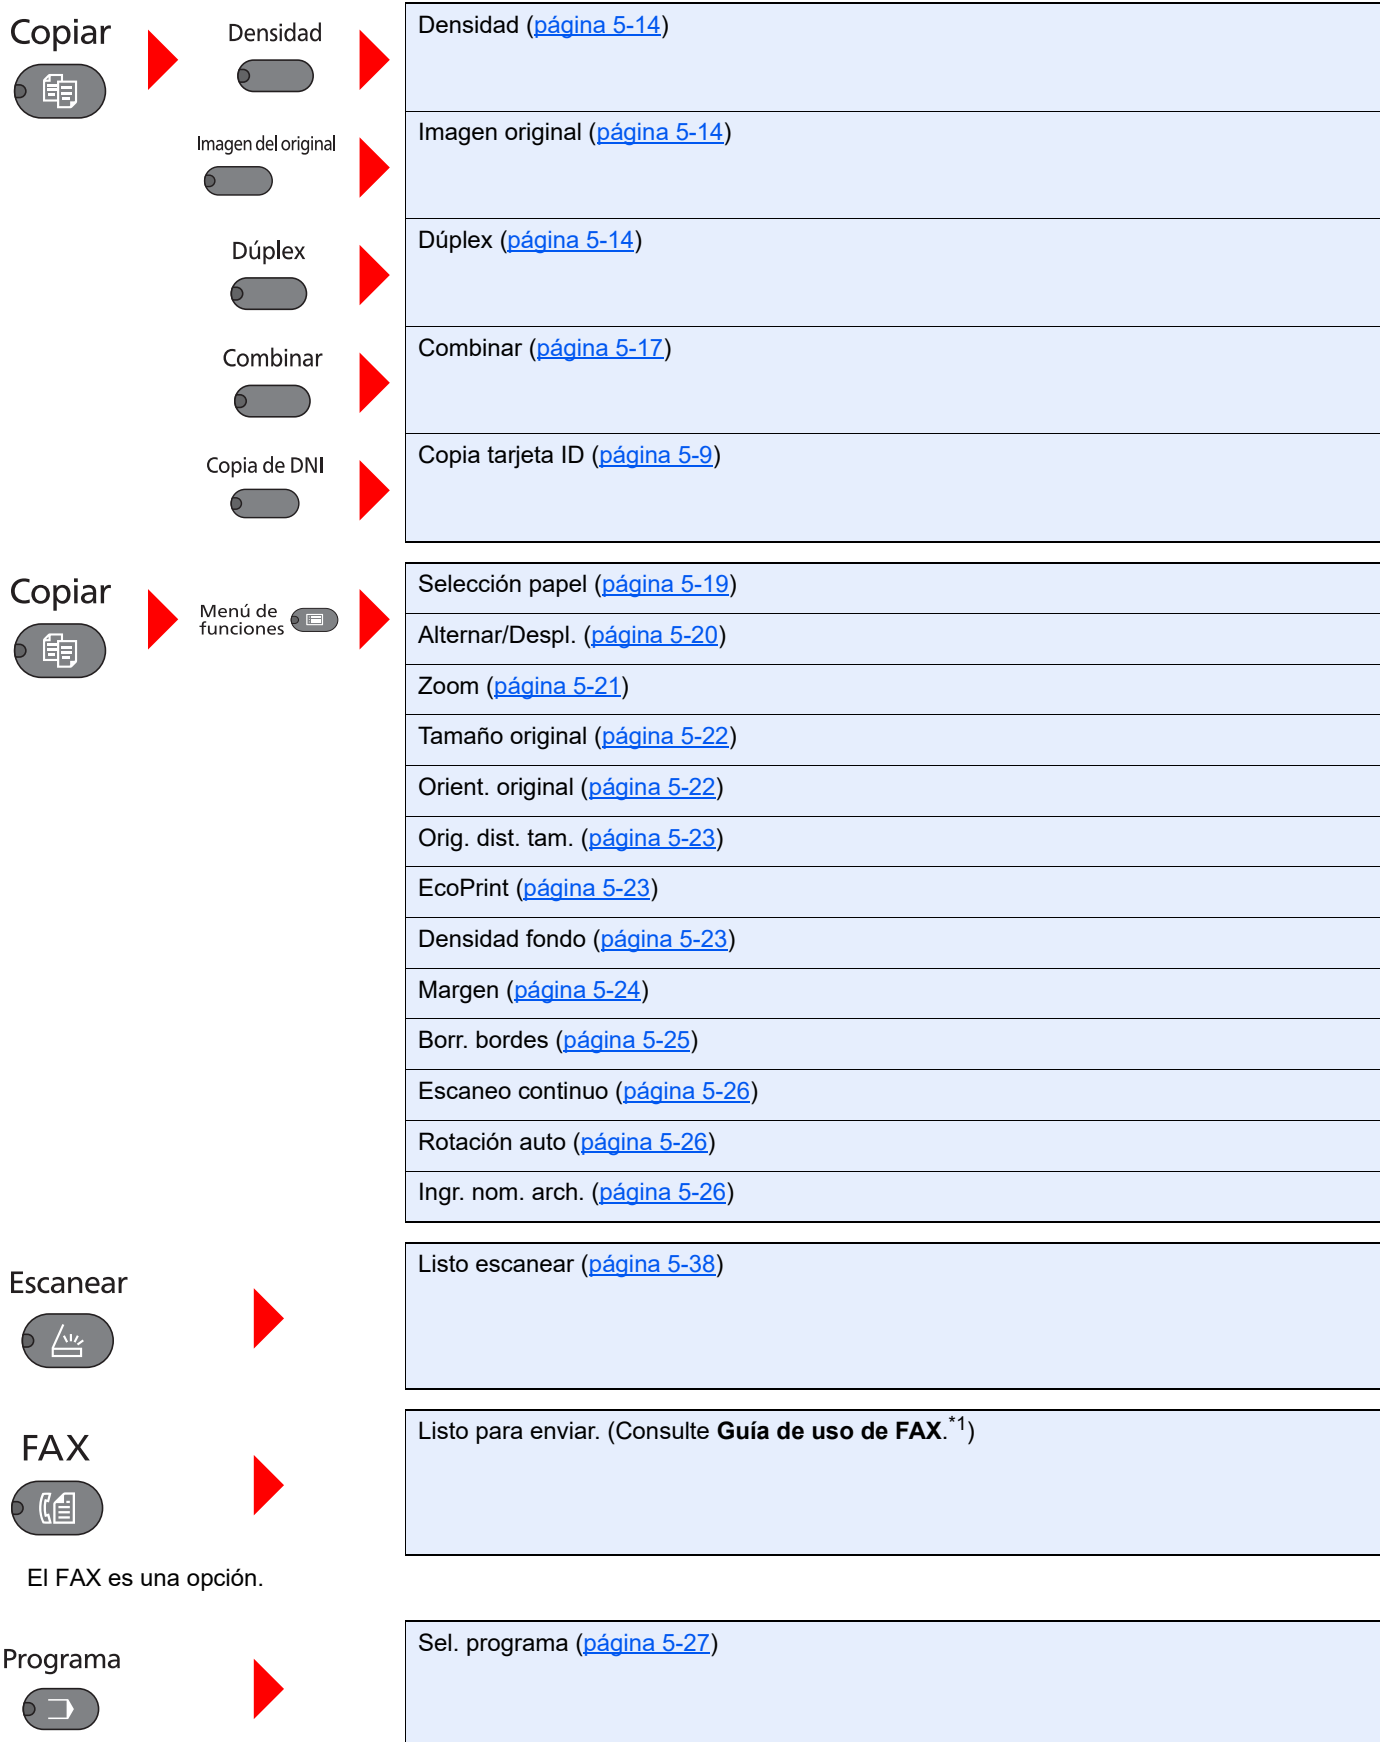 Copiar
Densidad
Densidad (página 5-14)
Imagen del original
Imagen original (página 5-14)
Dúplex
Dúplex (página 5-14)
Combinar
Combinar (página 5-17)
Copia de DNI
Copia tarjeta ID (página 5-9)
Copiar
Menú de
funciones
Selección papel (página 5-19)
Alternar/Despl. (página 5-20)
Zoom (página 5-21)
Tamaño original (página 5-22)
Orient. original (página 5-22)
Orig. dist. tam. (página 5-23)
EcoPrint (página 5-23)
Densidad fondo (página 5-23)
Margen (página 5-24)
Borr. bordes (página 5-25)
Escaneo continuo (página 5-26)
Rotación auto (página 5-26)
Ingr. nom. arch. (página 5-26)
Escanear
Listo escanear (página 5-38)
FAX
Listo para enviar. (Consulte Guía de uso de FAX.*1)
El FAX es una opción.
Programa
Sel. programa (página 5-27)